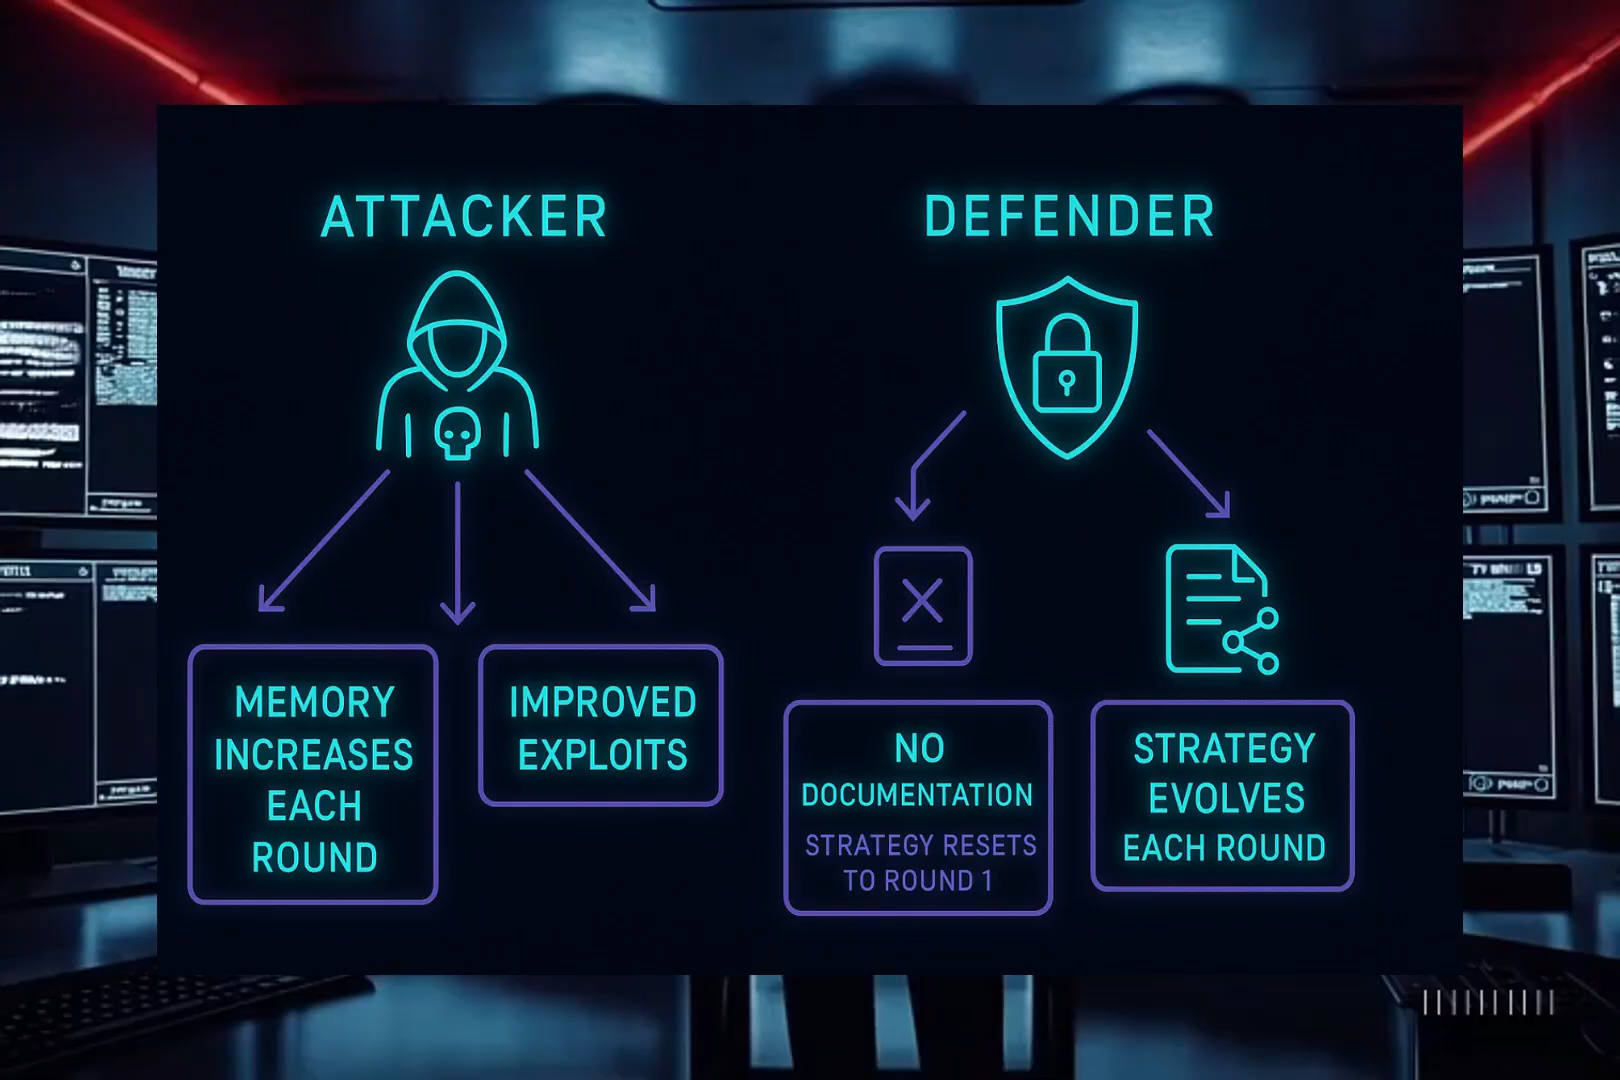 ATTACKER
MEMORY
INCREASES
EACH
ROUND
IMPROVED
EXPLOITS
DEFENDER
NO
DOCUMENTATION
STRATEGY RESETS
TO ROUND 1
STRATEGY
EVOLVES
EACH ROUND